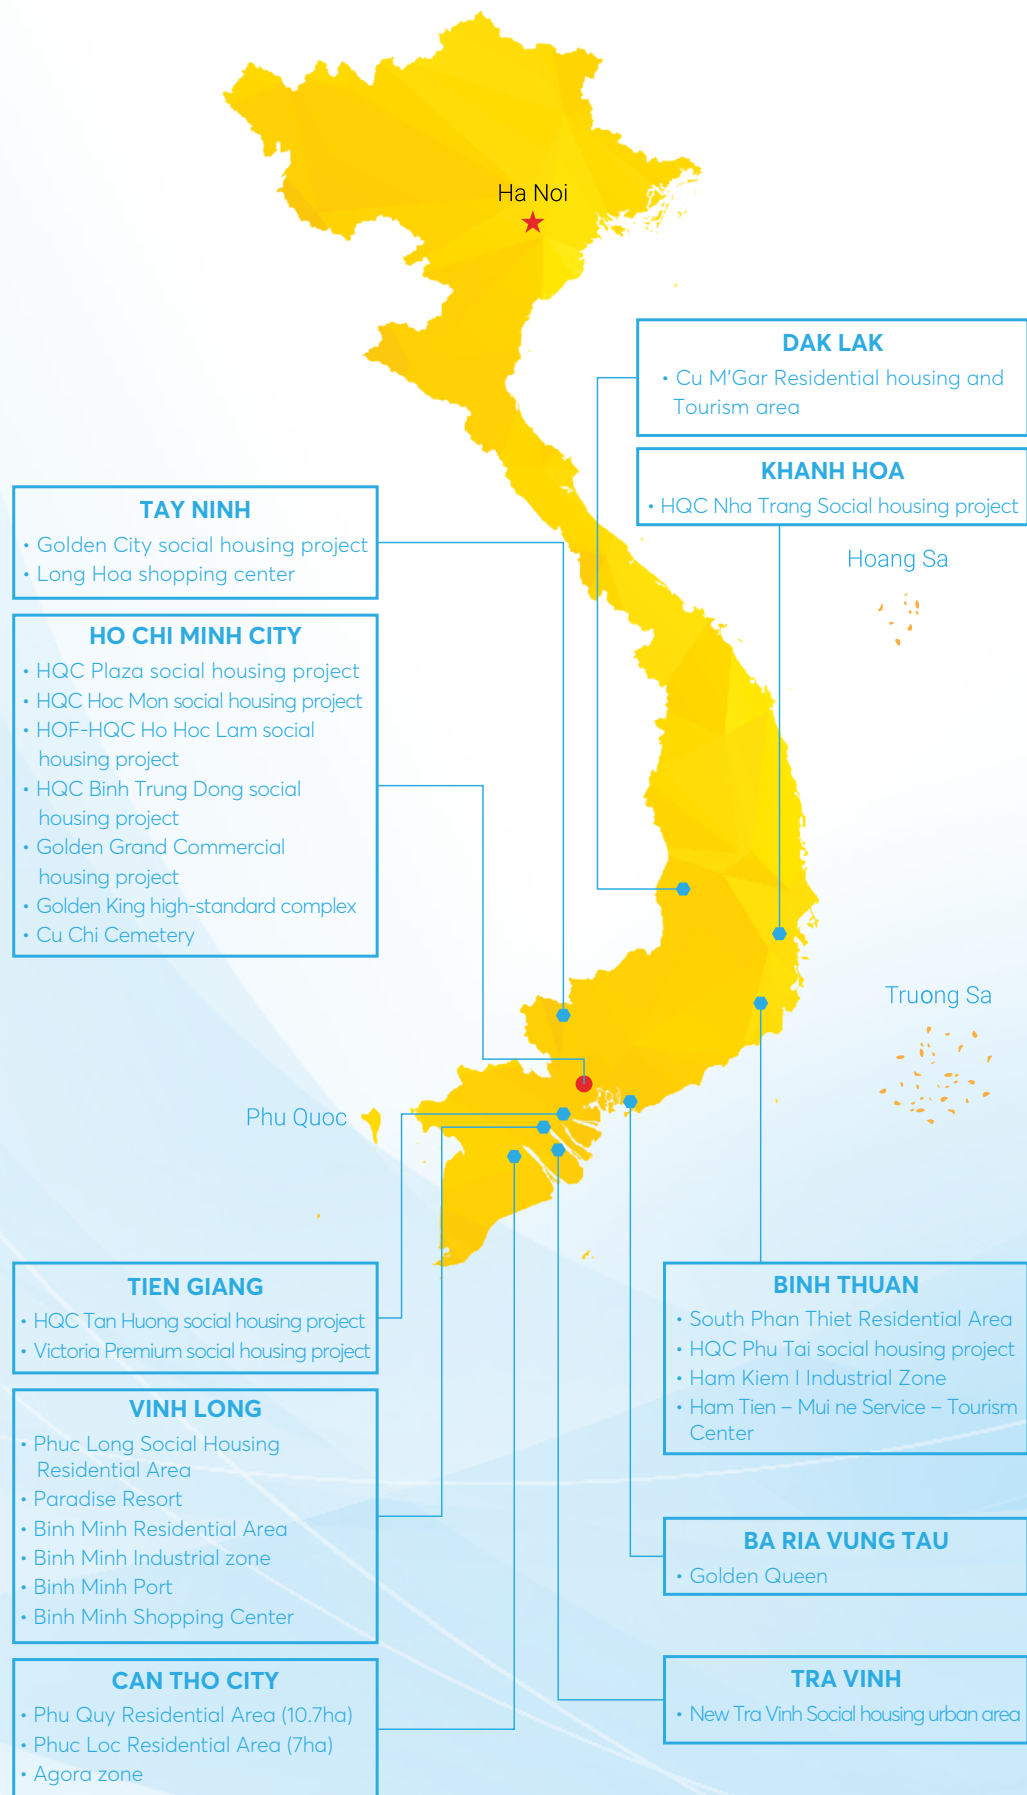 Ha Noi
DAK LAK
• Cu M'Gar Residential housing and
Tourism area
KHANH HOA
• HQC Nha Trang Social housing project
Hoang Sa
TAY NINH
• Golden City social housing project
• Long Hoa shopping center
HO CHI MINH CITY
• HQC Plaza social housing project
• HQC Hoc Mon social housing project
• HOF-HQC Ho Hoc Lam social
housing project
• HQC Binh Trung Dong social
housing project
• Golden Grand Commercial
housing project
• Golden King high-standard complex
• Cu Chi Cemetery
Truong Sa
Phu Quoc
TIEN GIANG
• HQC Tan Huong social housing project
• Victoria Premium social housing project
VINH LONG
• Phuc Long Social Housing
Residential Area
• Paradise Resort
• Binh Minh Residential Area
• Binh Minh Industrial zone
• Binh Minh Port
• Binh Minh Shopping Center
CAN THO CITY
• Phu Quy Residential Area (10.7ha)
• Phuc Loc Residential Area (7ha)
• Agora zone
BINH THUAN
• South Phan Thiet Residential Area
• HQC Phu Tai social housing project
• Ham Kiem I Industrial Zone
• Ham Tien – Mui ne Service – Tourism
Center
BA RIA VUNG TAU
• Golden Queen
TRA VINH
• New Tra Vinh Social housing urban area